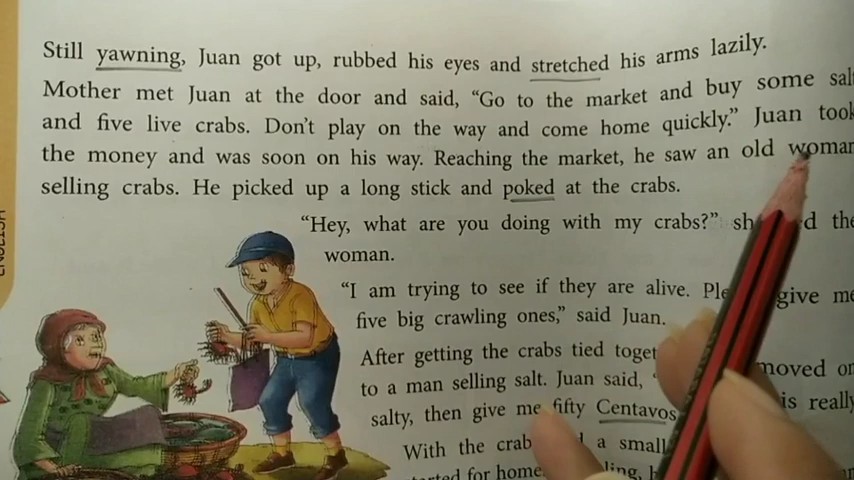 Still yawning, Juan got up, rubbed his eyes and stretched his arms lazily.
Mother met Juan at the door and said, “Go to the market and buy some
and five live crabs. Don’t play on the way and come home quickly.” Juan took
the money and was soon on his way. Reaching the market, he saw an old woman
selling crabs. He picked up a long stick and poked at the crabs.
“Hey, what are you doing with my crabs?” the
woman.
“I am trying to see if they are alive. give me
five big crawling ones,” said Juan.
After getting the crabs tied moved on
to a man selling salt. Juan said, is really
salty, then give me fifty Centavos
With the a small
for home.
ENGLISH